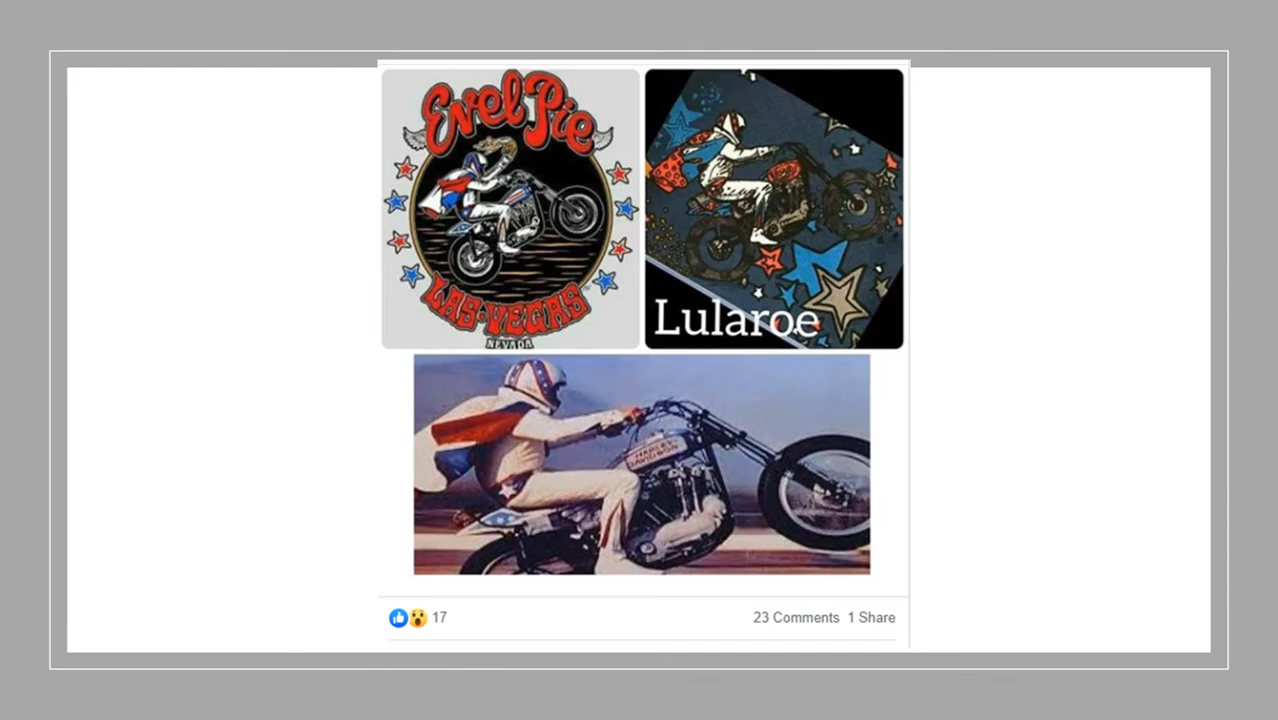 Evel Pie
LAS•VEGAS
NEVADA
Lularoe
HARLEY-
DAVIDSON
17
23 Comments 1 Share